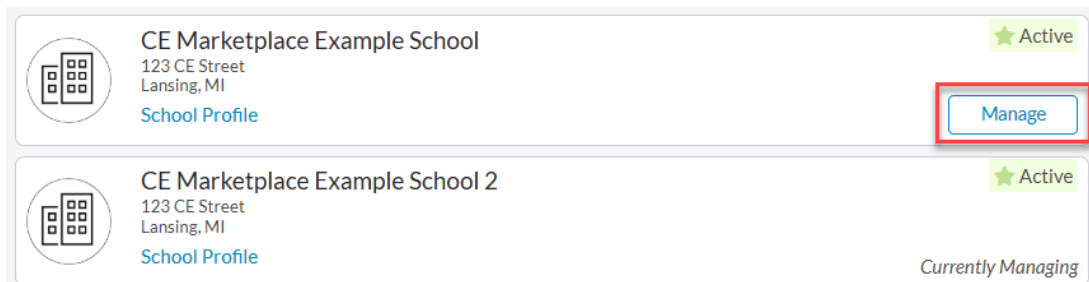 CE Marketplace Example School
Active
123 CE Street
Lansing, MI
School Profile
Manage
CE Marketplace Example School 2
Active
123 CE Street
Lansing, MI
School Profile
Currently Managing